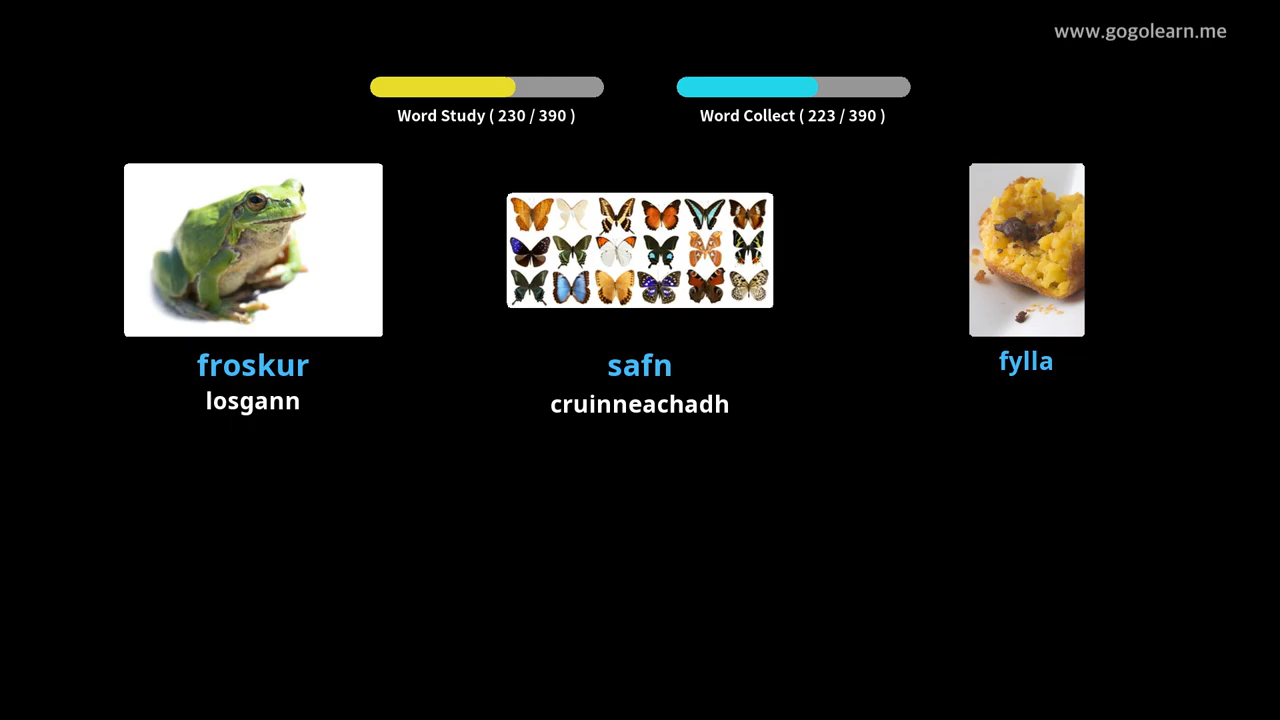 www.gogolearn.me
Word Study ( 230 / 390 )
Word Collect ( 223 / 390 )
froskur
losgann
safn
cruinneachadh
fylla